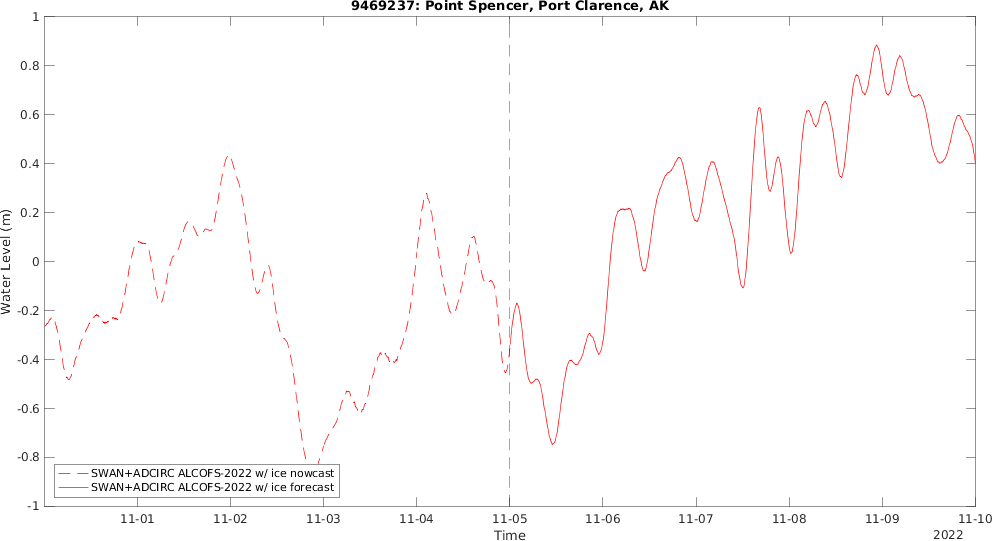 9469237: Point Spencer, Port Clarence, AK
1
0.8
0.6
0.4
0.2
0
-0.2
-0.4
-0.6
-0.8
-1
Water Level (m)
SWAN+ADCIRC ALCOFS-2022 w/ ice nowcast
SWAN+ADCIRC ALCOFS-2022 w/ ice forecast
11-01 11-02 11-03 11-04 11-05 11-06 11-07 11-08 11-09 11-10
Time
2022